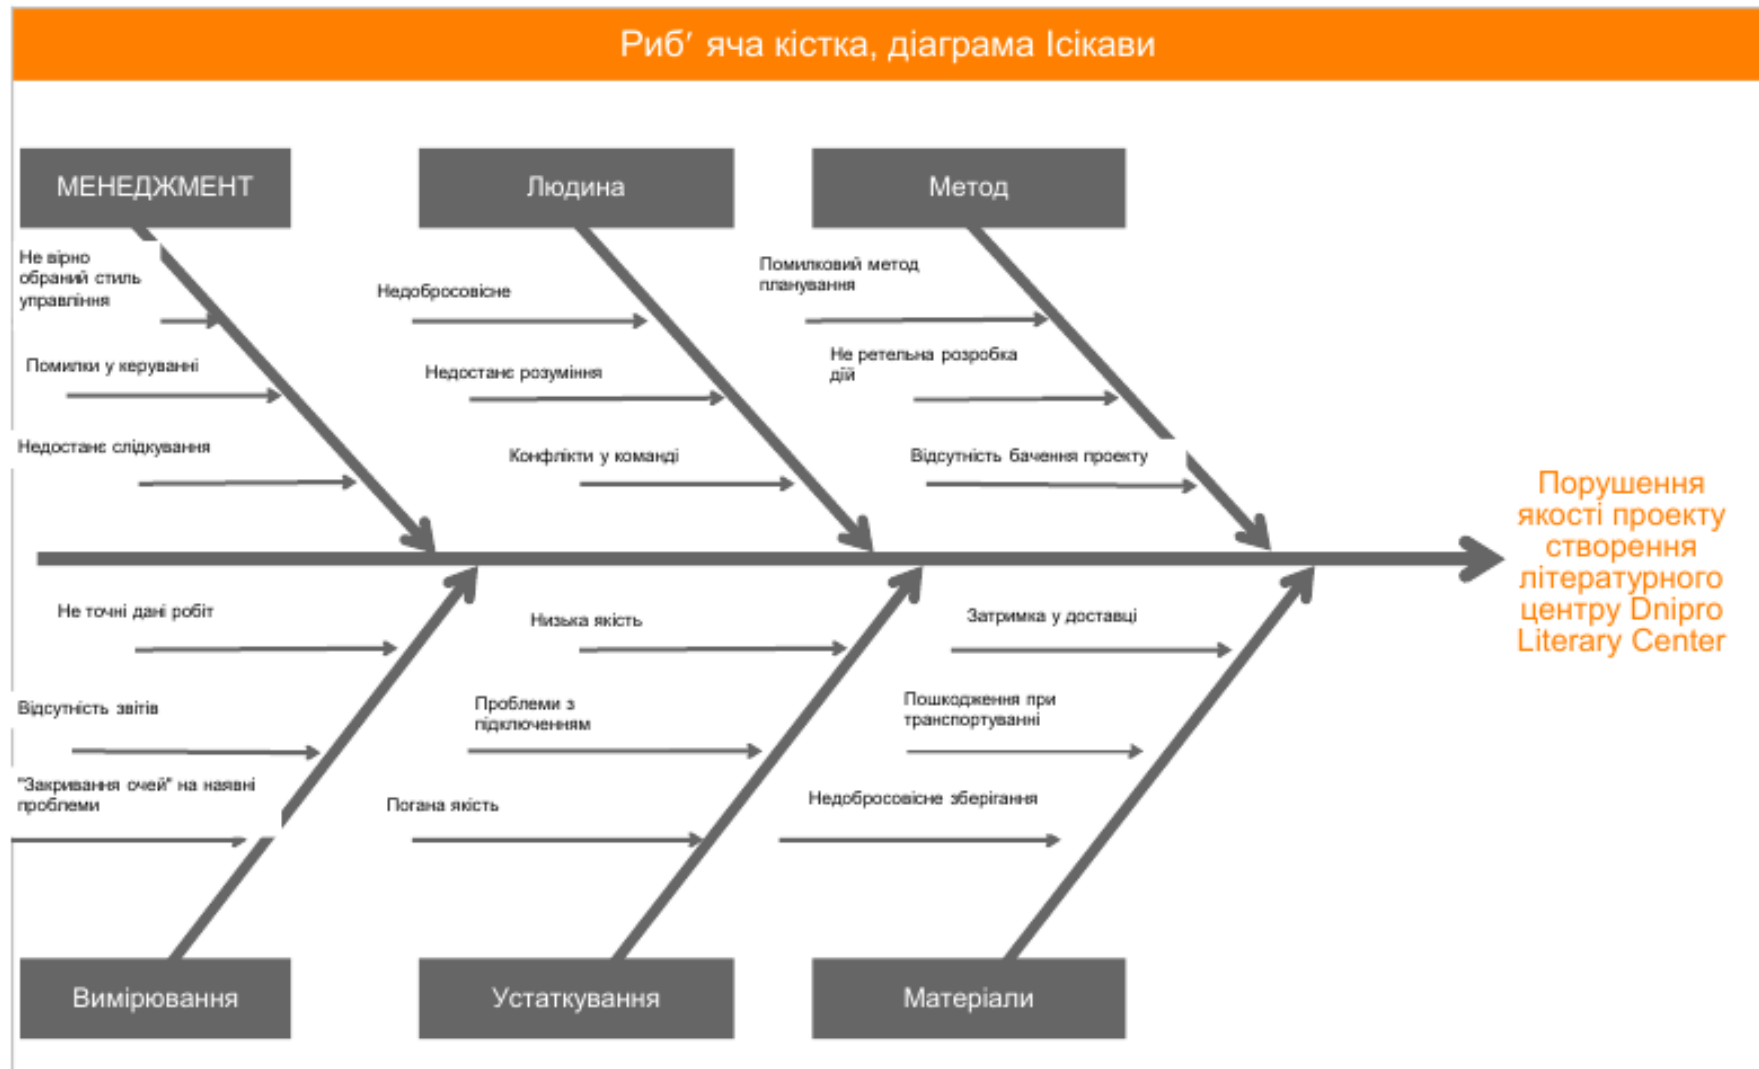 Риб′ яча кістка, діаграма Ісікави
МЕНЕДЖМЕНТ
Людина
Метод
Не вірно
обраний стиль
управління
Помилки у керуванні
Недостанє слідкування
Недобросовісне
Недостанє розуміння
Конфлікти у команді
Помилковий метод
планування
Не ретельна розробка
дій
Відсутність бачення проекту
Порушення
якості проекту
створення
літературного
центру Dnipro
Literary Center
Не точні дані робіт
Відсутність звітів
"Закривання очей" на наявні
проблеми
Низька якість
Проблеми з
підключенням
Погана якість
Затримка у доставці
Пошкодження при
транспортуванні
Недобросовісне зберігання
Вимірювання
Устаткування
Матеріали